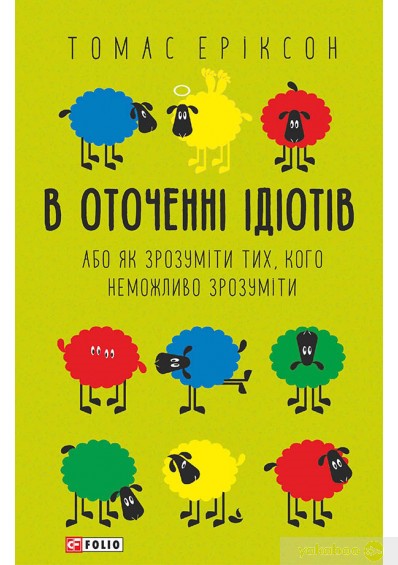 ТОМАС ЕРІКСОН
В ОТОЧЕННІ ІДІОТІВ
АБО ЯК ЗРОЗУМІТИ ТИХ, КОГО
НЕМОЖЛИВО ЗРОЗУМІТИ
FOLIO